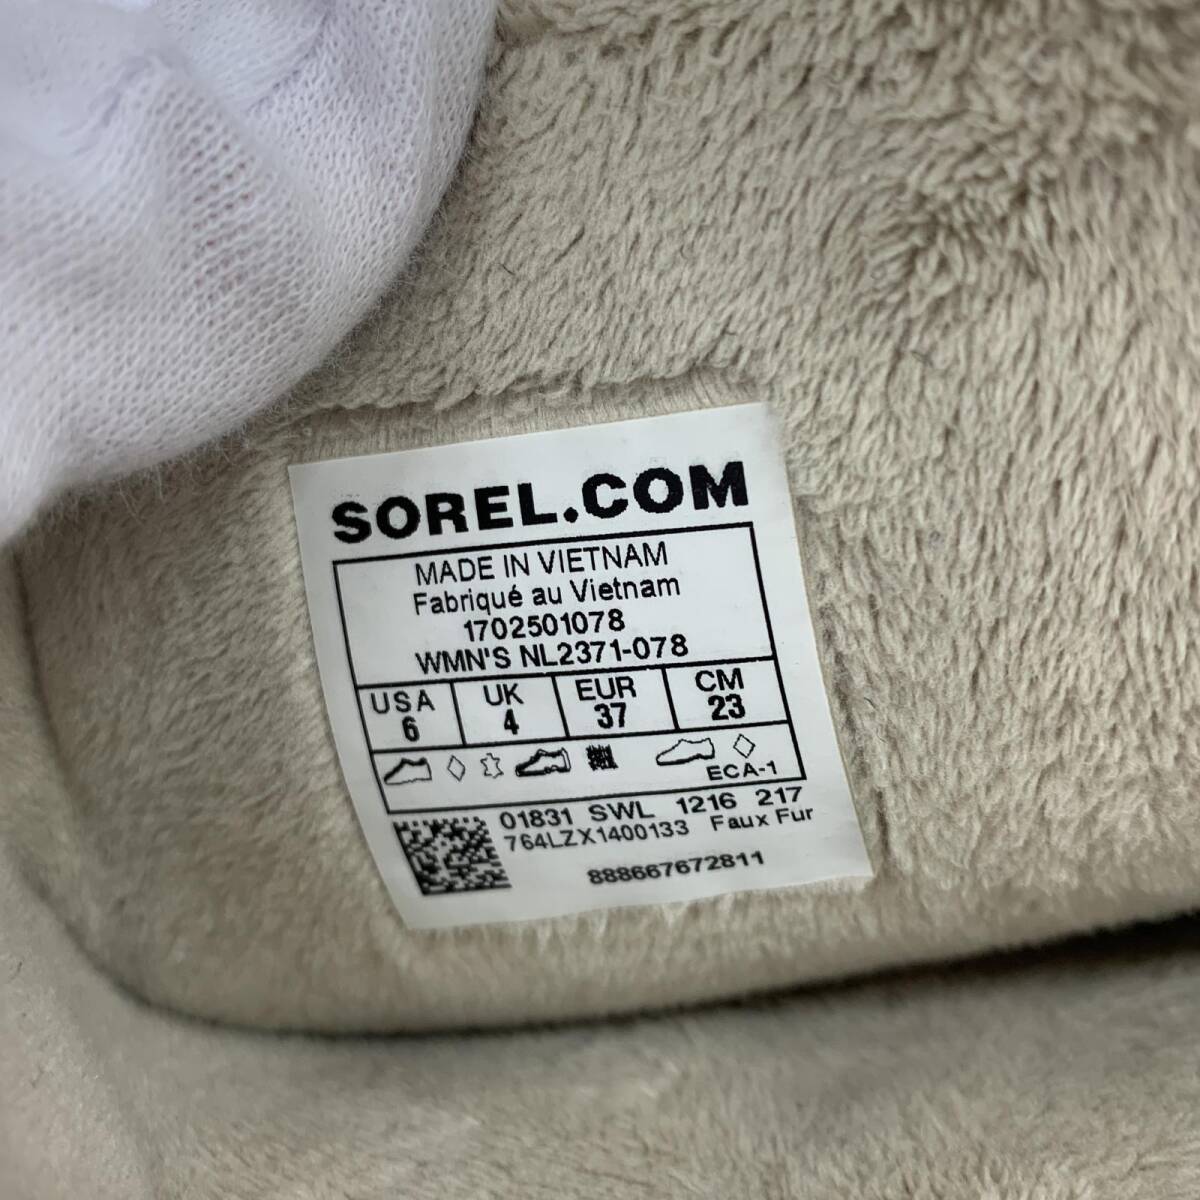 SOREL.COM
MADE IN VIETNAM
Fabriqué au Vietnam
1702501078
WMN'S NL2371-078
USA UK EUR CM
6 4 37 23
ECA-1
01831 SWL 1216 217
764LZX1400133 Faux Fur
888667672811